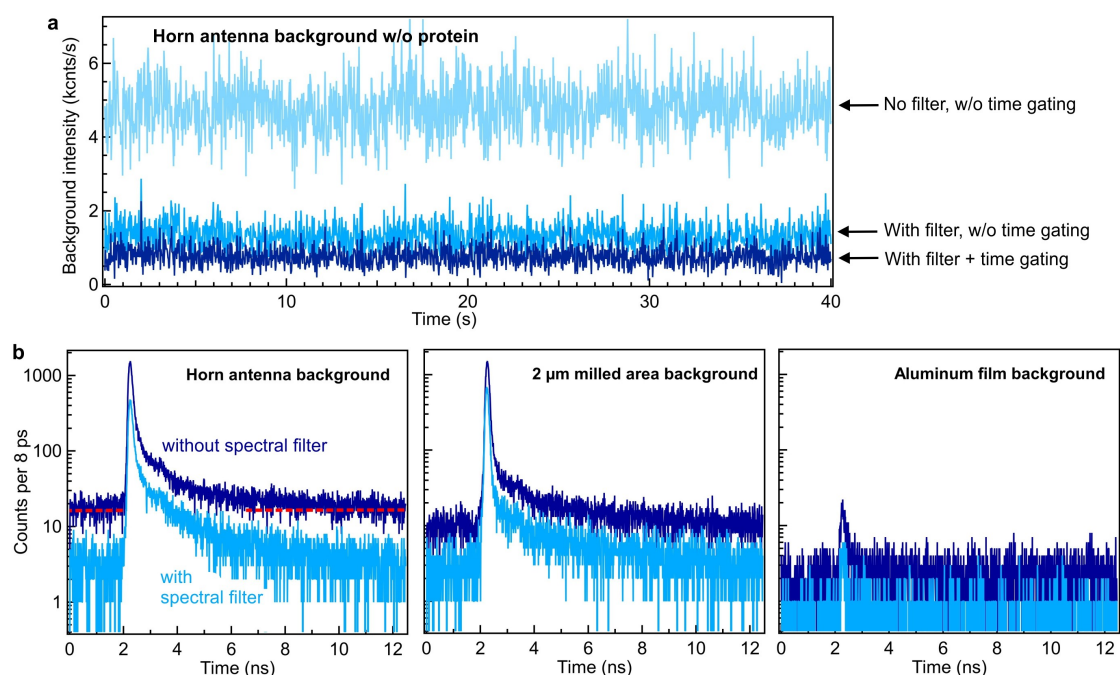 a
Horn antenna background w/o protein
Background intensity (kcnts/s)
6
4
2
0
0 10 20 30 40
Time (s)
No filter, w/o time gating
With filter, w/o time gating
With filter + time gating
b
Counts per 8 ps
1000
100
10
1
Horn antenna background
without spectral filter
with
spectral filter
0 2 4 6 8 10 12
Time (ns)
2 µm milled area background
0 2 4 6 8 10 12
Time (ns)
Aluminum film background
0 2 4 6 8 10 12
Time (ns)